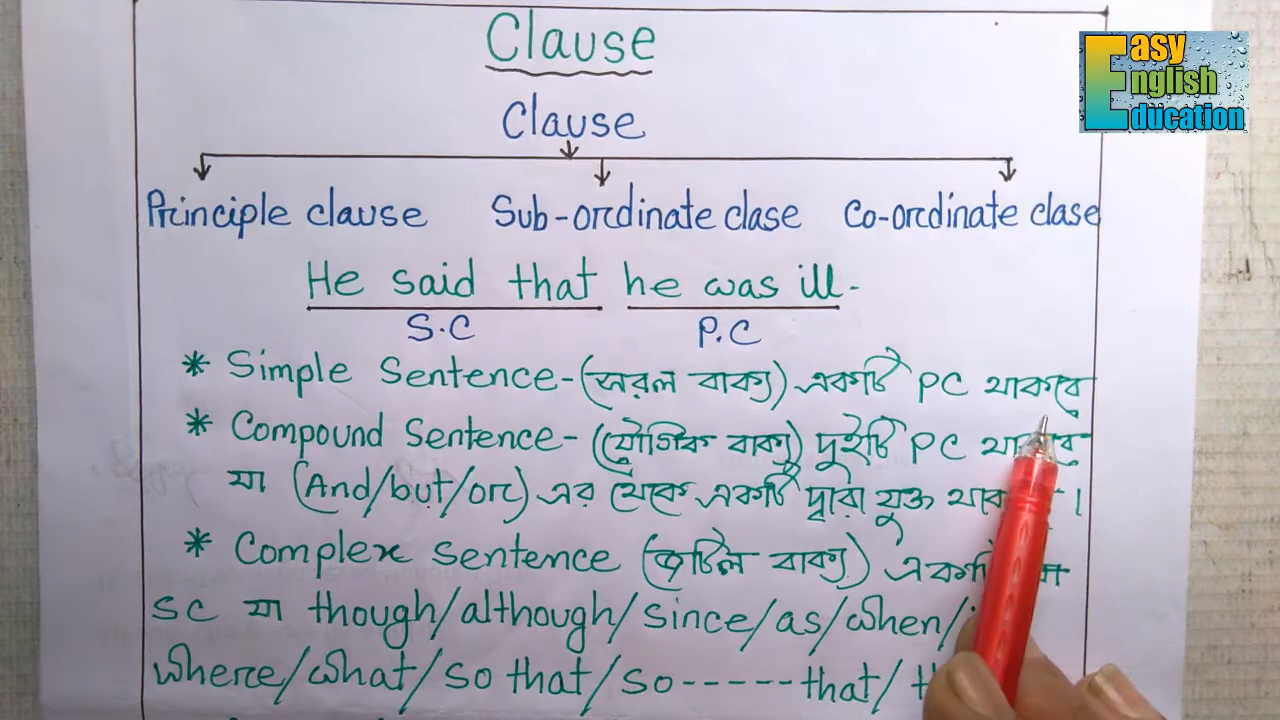 Clause
Easy
English
Education
Clause
Principle clause Sub-ordinate clase Co-ordinate clase
He said that he was ill.
S.C P.C
* Simple Sentence-(সরল বাক্য) একটি PC থাকবে
* Compound Sentence-(যৌগিক বাক্য) দুইটি PC থাকবে
যা (And/but/or) এর থেকে একটি দ্বারা যুক্ত ।
* Complex Sentence (জটিল বাক্য)
SC যা though/although/since/as/when/
where/what/so that/so-----that/